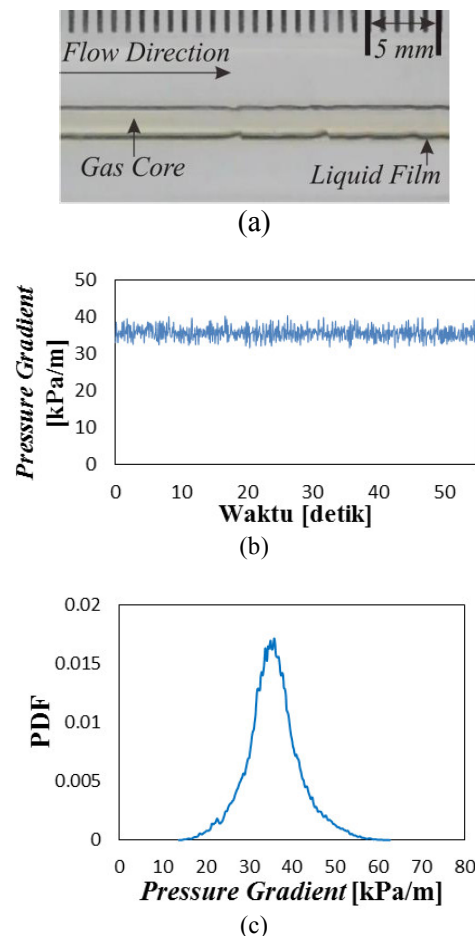 Flow Direction
5 mm
Gas Core
Liquid Film
(a)
Pressure Gradient
[kPa/m]
50
40
30
20
10
0
0 10 20 30 40 50
Waktu [detik]
(b)
PDF
0.02
0.015
0.01
0.005
0
0 10 20 30 40 50 60 70 80
Pressure Gradient [kPa/m]
(c)